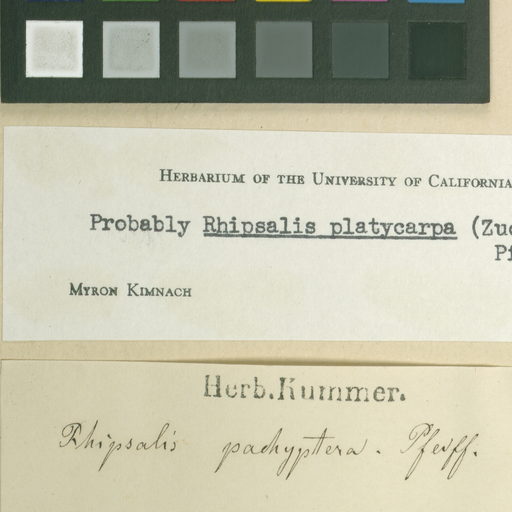 Herbarium of the University of California
Probably Rhipsalis platycarpa (Zuc
Pf
Myron Kimnach
Herb. Kummer.
Rhipsalis pachyptera. Pfeiff.